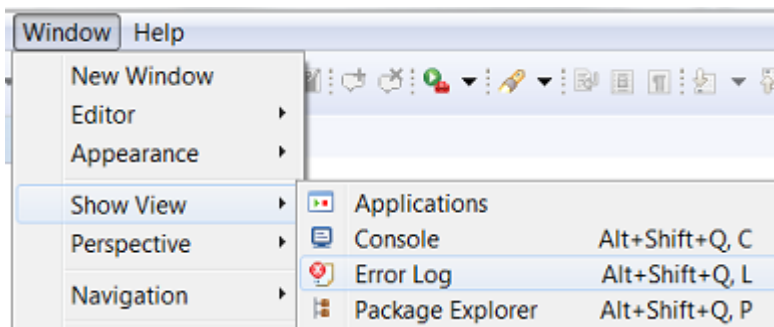 Window Help
New Window
Editor
Appearance
Show View
Perspective
Navigation
Applications
Console Alt+Shift+Q, C
Error Log Alt+Shift+Q, L
Package Explorer Alt+Shift+Q, P